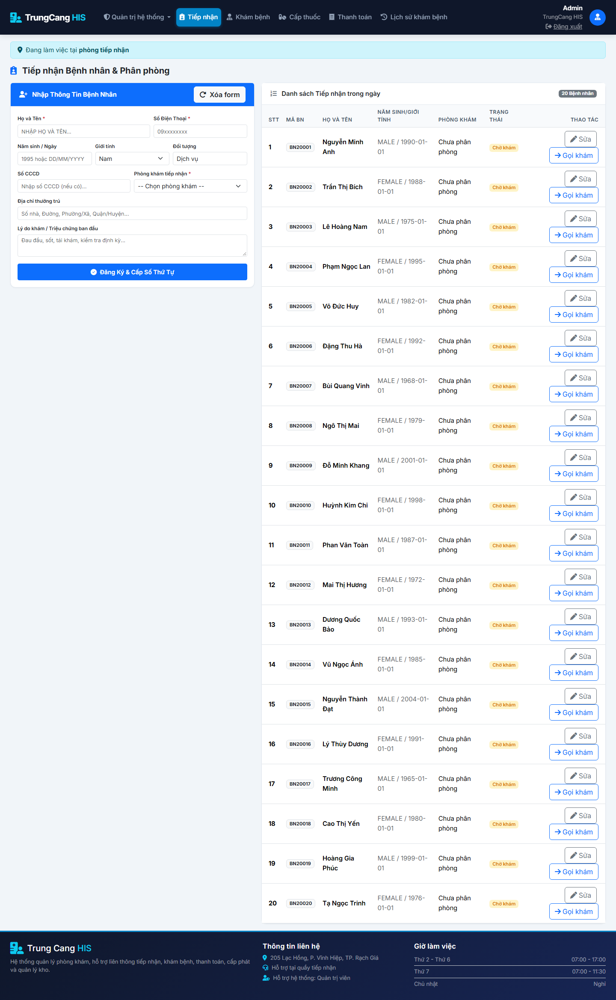 TrungCang HIS
Quản trị hệ thống
Tiếp nhận
Khám bệnh
Cấp thuốc
Thanh toán
Lịch sử khám bệnh
Admin
TrungCang HIS
Đăng xuất
Đang làm việc tại phòng tiếp nhận
Tiếp nhận Bệnh nhân & Phân phòng
Nhập Thông Tin Bệnh Nhân
Xóa form
Họ và Tên *
Số Điện Thoại *
NHẬP HỌ VÀ TÊN...
09xxxxxxxx
Năm sinh / Ngày
Giới tính
Đối tượng
1995 hoặc DD/MM/YYYY
Nam
Dịch vụ
Số CCCD
Phòng khám tiếp nhận *
Nhập số CCCD (nếu có)...
-- Chọn phòng khám --
Địa chỉ thường trú
Số nhà, Đường, Phường/Xã, Quận/Huyện...
Lý do khám / Triệu chứng ban đầu
Đau đầu, sốt, tái khám, kiểm tra định kỳ...
Đăng Ký & Cấp Số Thứ Tự
Danh sách Tiếp nhận trong ngày
20 Bệnh nhân
STT MÃ BN HỌ VÀ TÊN NĂM SINH/GIỚI TÍNH PHÒNG KHÁM TRẠNG THÁI THAO TÁC
1 BN20001 Nguyễn Minh Anh MALE / 1990-01-01 Chưa phân phòng Chờ khám Sửa Gọi khám
2 BN20002 Trần Thị Bích FEMALE / 1988-01-01 Chưa phân phòng Chờ khám Sửa Gọi khám
3 BN20003 Lê Hoàng Nam MALE / 1975-01-01 Chưa phân phòng Chờ khám Sửa Gọi khám
4 BN20004 Phạm Ngọc Lan FEMALE / 1995-01-01 Chưa phân phòng Chờ khám Sửa Gọi khám
5 BN20005 Võ Đức Huy MALE / 1982-01-01 Chưa phân phòng Chờ khám Sửa Gọi khám
6 BN20006 Đặng Thu Hà FEMALE / 1992-01-01 Chưa phân phòng Chờ khám Sửa Gọi khám
7 BN20007 Bùi Quang Vinh MALE / 1968-01-01 Chưa phân phòng Chờ khám Sửa Gọi khám
8 BN20008 Ngô Thị Mai FEMALE / 1979-01-01 Chưa phân phòng Chờ khám Sửa Gọi khám
9 BN20009 Đỗ Minh Khang MALE / 2001-01-01 Chưa phân phòng Chờ khám Sửa Gọi khám
10 BN20010 Huỳnh Kim Chi FEMALE / 1998-01-01 Chưa phân phòng Chờ khám Sửa Gọi khám
11 BN20011 Phan Văn Toàn MALE / 1987-01-01 Chưa phân phòng Chờ khám Sửa Gọi khám
12 BN20012 Mai Thị Hương FEMALE / 1972-01-01 Chưa phân phòng Chờ khám Sửa Gọi khám
13 BN20013 Dương Quốc Bảo MALE / 1993-01-01 Chưa phân phòng Chờ khám Sửa Gọi khám
14 BN20014 Vũ Ngọc Ánh FEMALE / 1985-01-01 Chưa phân phòng Chờ khám Sửa Gọi khám
15 BN20015 Nguyễn Thành Đạt MALE / 2004-01-01 Chưa phân phòng Chờ khám Sửa Gọi khám
16 BN20016 Lý Thùy Dương FEMALE / 1991-01-01 Chưa phân phòng Chờ khám Sửa Gọi khám
17 BN20017 Trương Công Minh MALE / 1965-01-01 Chưa phân phòng Chờ khám Sửa Gọi khám
18 BN20018 Cao Thị Yến FEMALE / 1980-01-01 Chưa phân phòng Chờ khám Sửa Gọi khám
19 BN20019 Hoàng Gia Phúc MALE / 1999-01-01 Chưa phân phòng Chờ khám Sửa Gọi khám
20 BN20020 Tạ Ngọc Trinh FEMALE / 1976-01-01 Chưa phân phòng Chờ khám Sửa Gọi khám
Trung Cang HIS
Hệ thống quản lý phòng khám, hỗ trợ liên thông tiếp nhận, khám bệnh, thanh toán, cấp phát
và quản lý kho.
Thông tin liên hệ
205 Lạc Hồng, P. Vĩnh Hiệp, TP. Rạch Giá
Hỗ trợ tại quầy tiếp nhận
Hỗ trợ hệ thống: Quản trị viên
Giờ làm việc
Thứ 2 - Thứ 6 07:00 - 17:00
Thứ 7 07:00 - 11:30
Chủ nhật Nghỉ